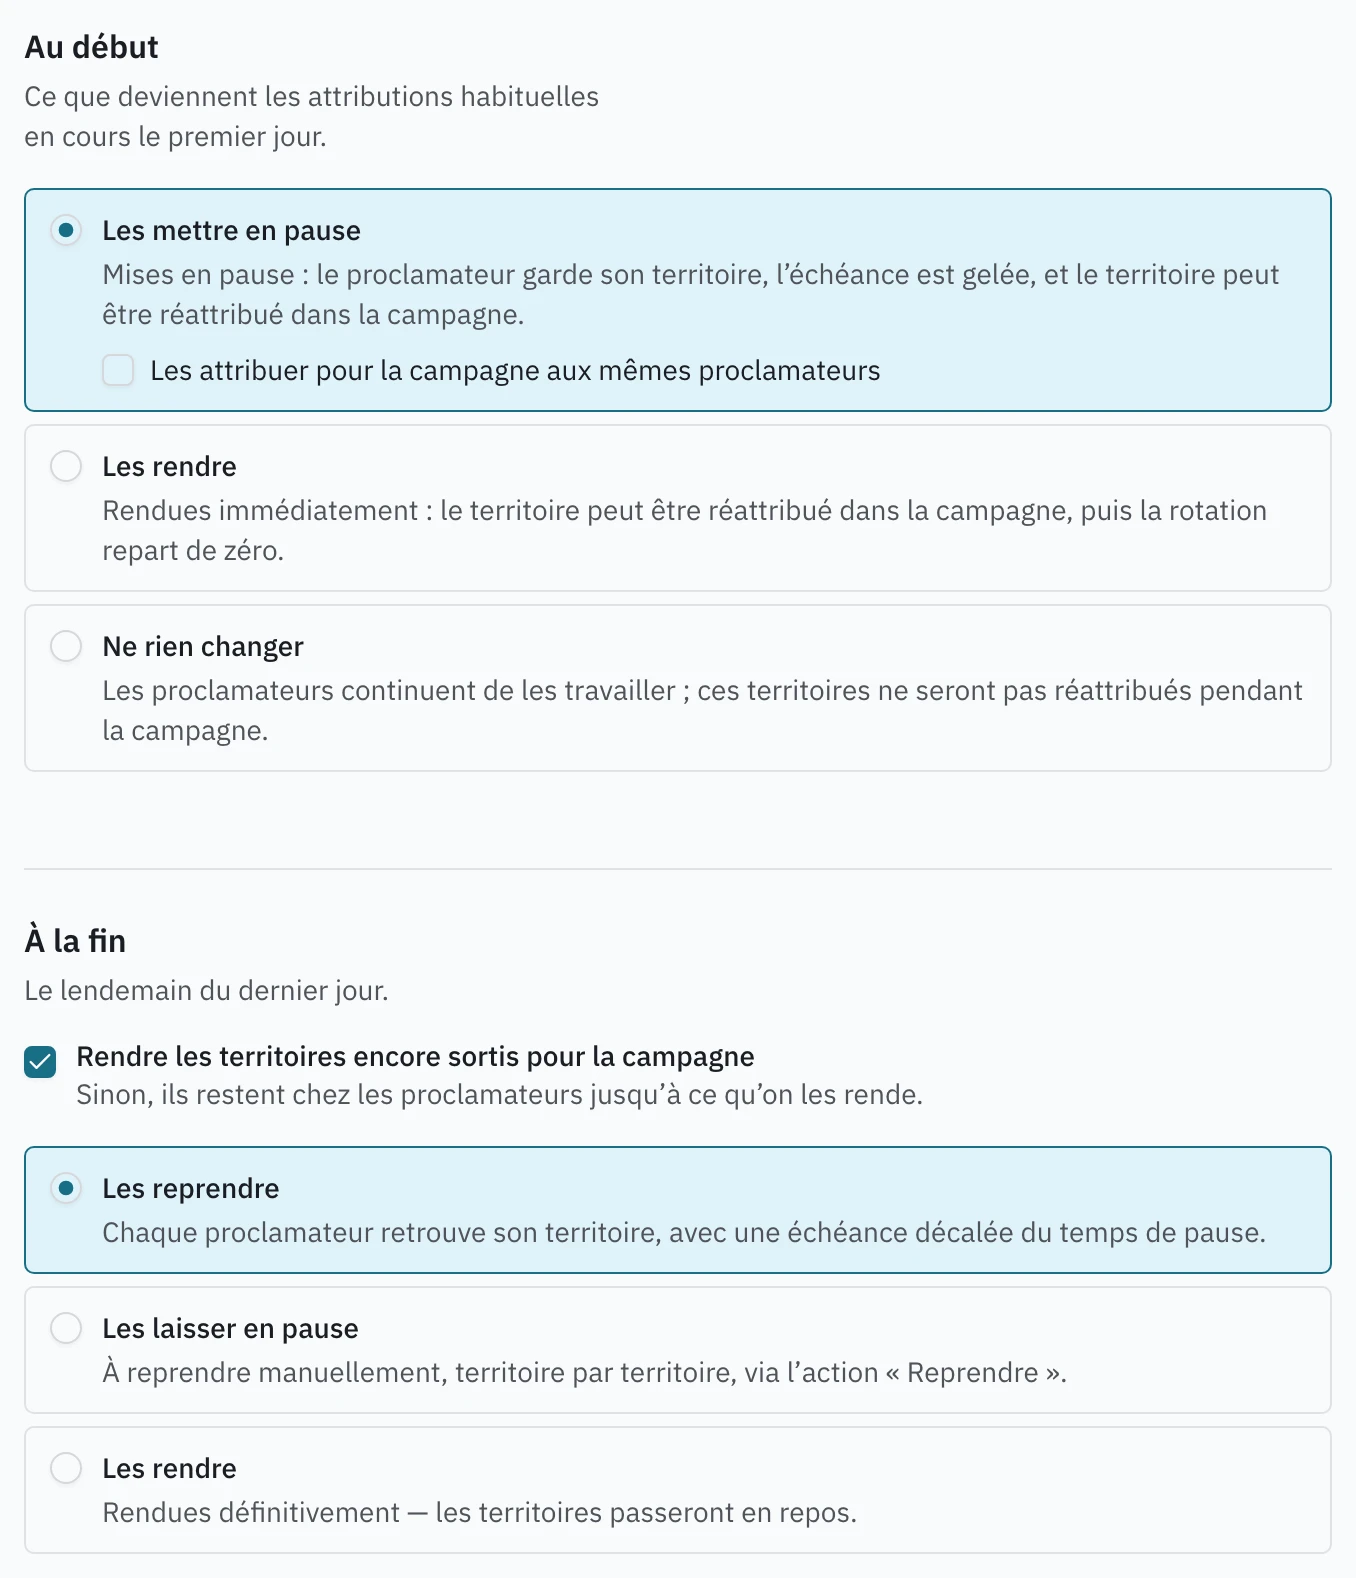 Au début
Ce que deviennent les attributions habituelles
en cours le premier jour.
Les mettre en pause
Mises en pause : le proclamateur garde son territoire, l’échéance est gelée, et le territoire peut
être réattribué dans la campagne.
Les attribuer pour la campagne aux mêmes proclamateurs
Les rendre
Rendues immédiatement : le territoire peut être réattribué dans la campagne, puis la rotation
repart de zéro.
Ne rien changer
Les proclamateurs continuent de les travailler ; ces territoires ne seront pas réattribués pendant
la campagne.
À la fin
Le lendemain du dernier jour.
Rendre les territoires encore sortis pour la campagne
Sinon, ils restent chez les proclamateurs jusqu’à ce qu’on les rende.
Les reprendre
Chaque proclamateur retrouve son territoire, avec une échéance décalée du temps de pause.
Les laisser en pause
À reprendre manuellement, territoire par territoire, via l’action « Reprendre ».
Les rendre
Rendues définitivement — les territoires passeront en repos.